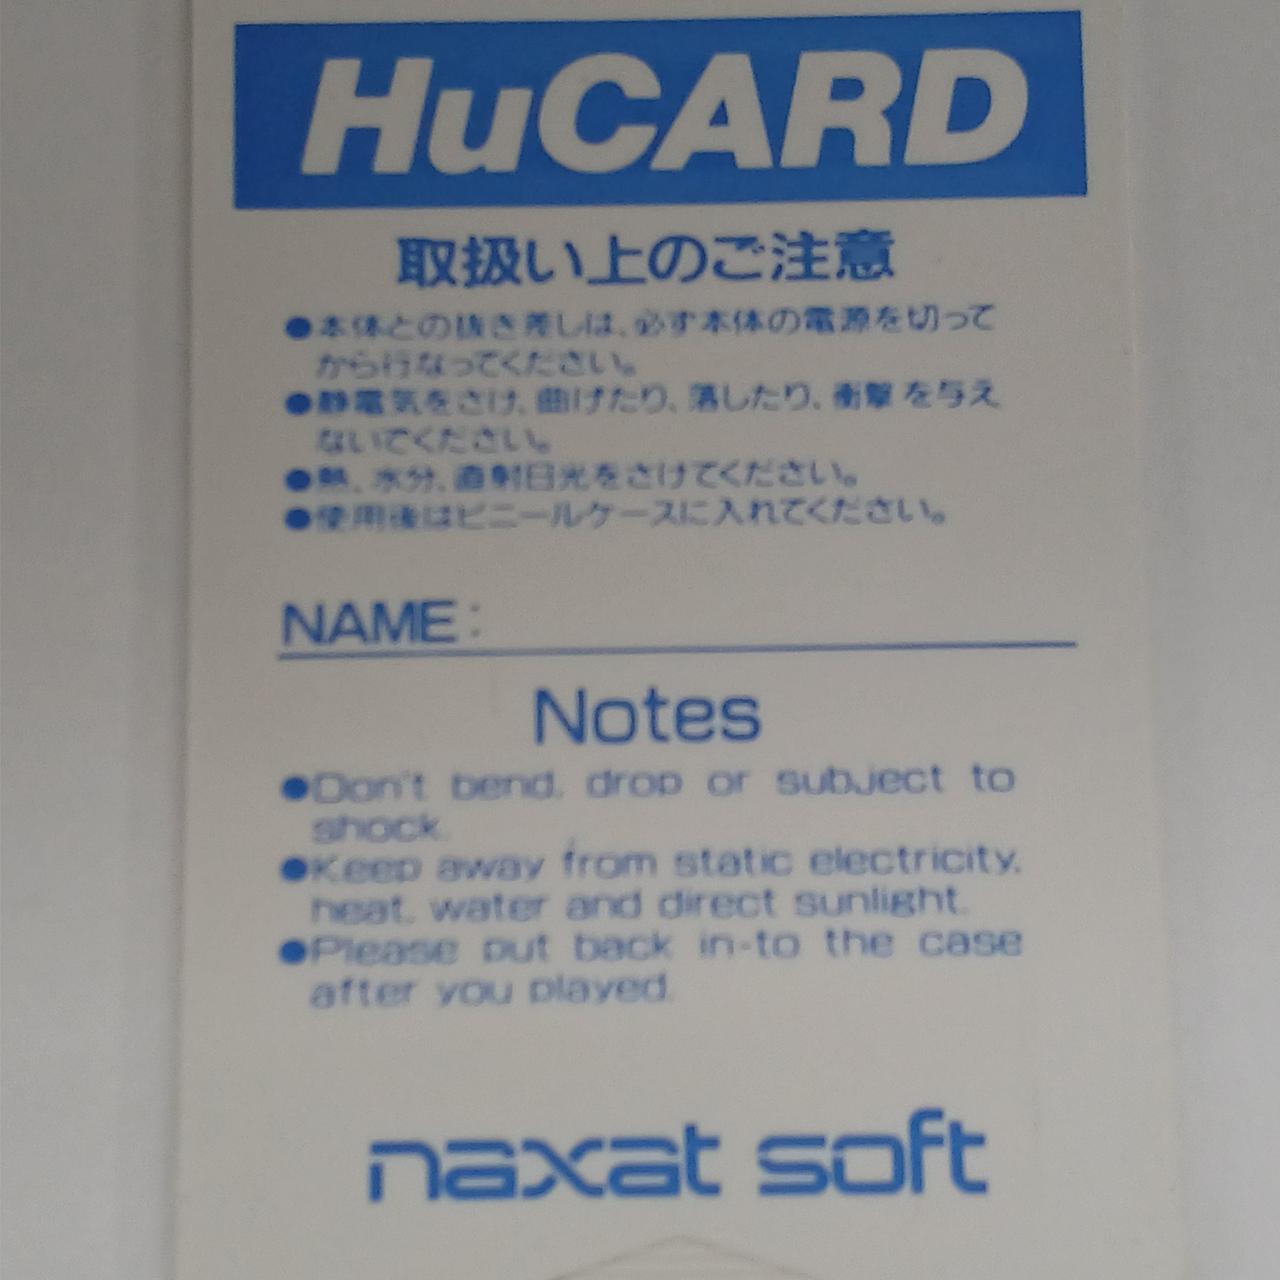 HuCARD
取扱い上のご注意
●本体との抜き差しは、必ず本体の電源を切って
から行なってください。
●静電気をさけ、曲げたり、落したり、衝撃を与え
ないでください。
●熱、水分、直射日光をさけてください。
●使用後はビニールケースに入れてください。
NAME:
Notes
●Don't bend, drop or subject to
shock.
●Keep away from static electricity,
heat, water and direct sunlight.
●Please put back in-to the case
after you played.
naxat soft